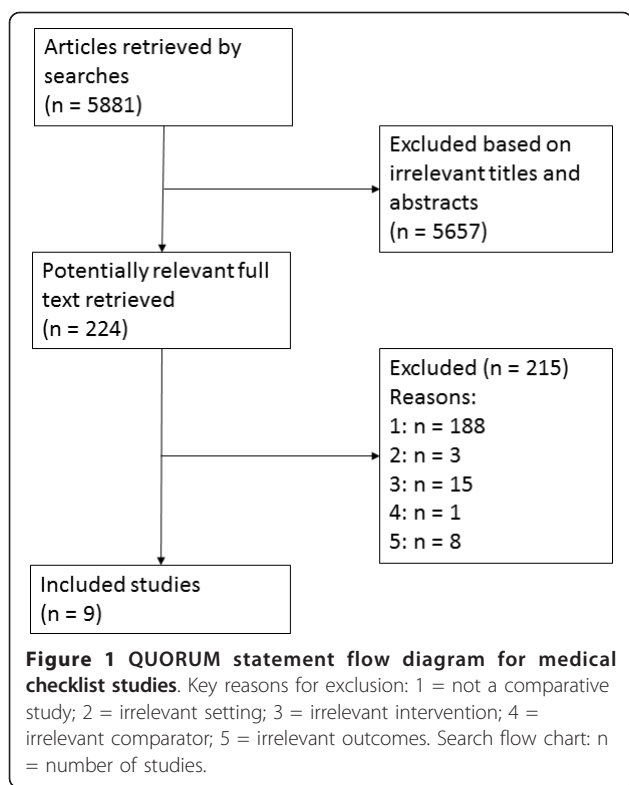 Articles retrieved by
searches
(n = 5881)
Excluded based on
irrelevant titles and
abstracts
(n = 5657)
Potentially relevant full
text retrieved
(n = 224)
Excluded (n = 215)
Reasons:
1: n = 188
2: n = 3
3: n = 15
4: n = 1
5: n = 8
Included studies
(n = 9)
Figure 1 QUORUM statement flow diagram for medical
checklist studies. Key reasons for exclusion: 1 = not a comparative
study; 2 = irrelevant setting; 3 = irrelevant intervention; 4 =
irrelevant comparator; 5 = irrelevant outcomes. Search flow chart: n
= number of studies.